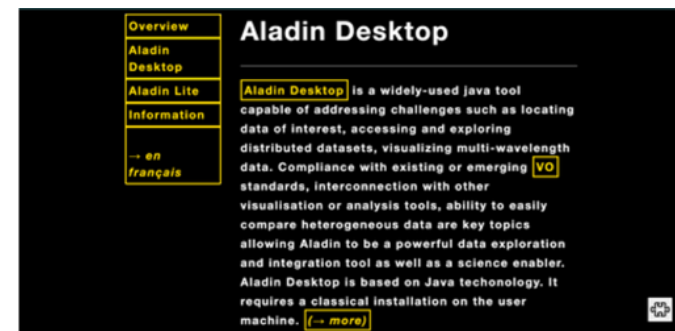 Overview
Aladin
Desktop
Aladin Lite
Information
→ en
français
Aladin Desktop
Aladin Desktop is a widely-used java tool
capable of addressing challenges such as locating
data of interest, accessing and exploring
distributed datasets, visualizing multi-wavelength
data. Compliance with existing or emerging VO
standards, interconnection with other
visualisation or analysis tools, ability to easily
compare heterogeneous data are key topics
allowing Aladin to be a powerful data exploration
and integration tool as well as a science enabler.
Aladin Desktop is based on Java techonology. It
requires a classical installation on the user
machine. (→ more)